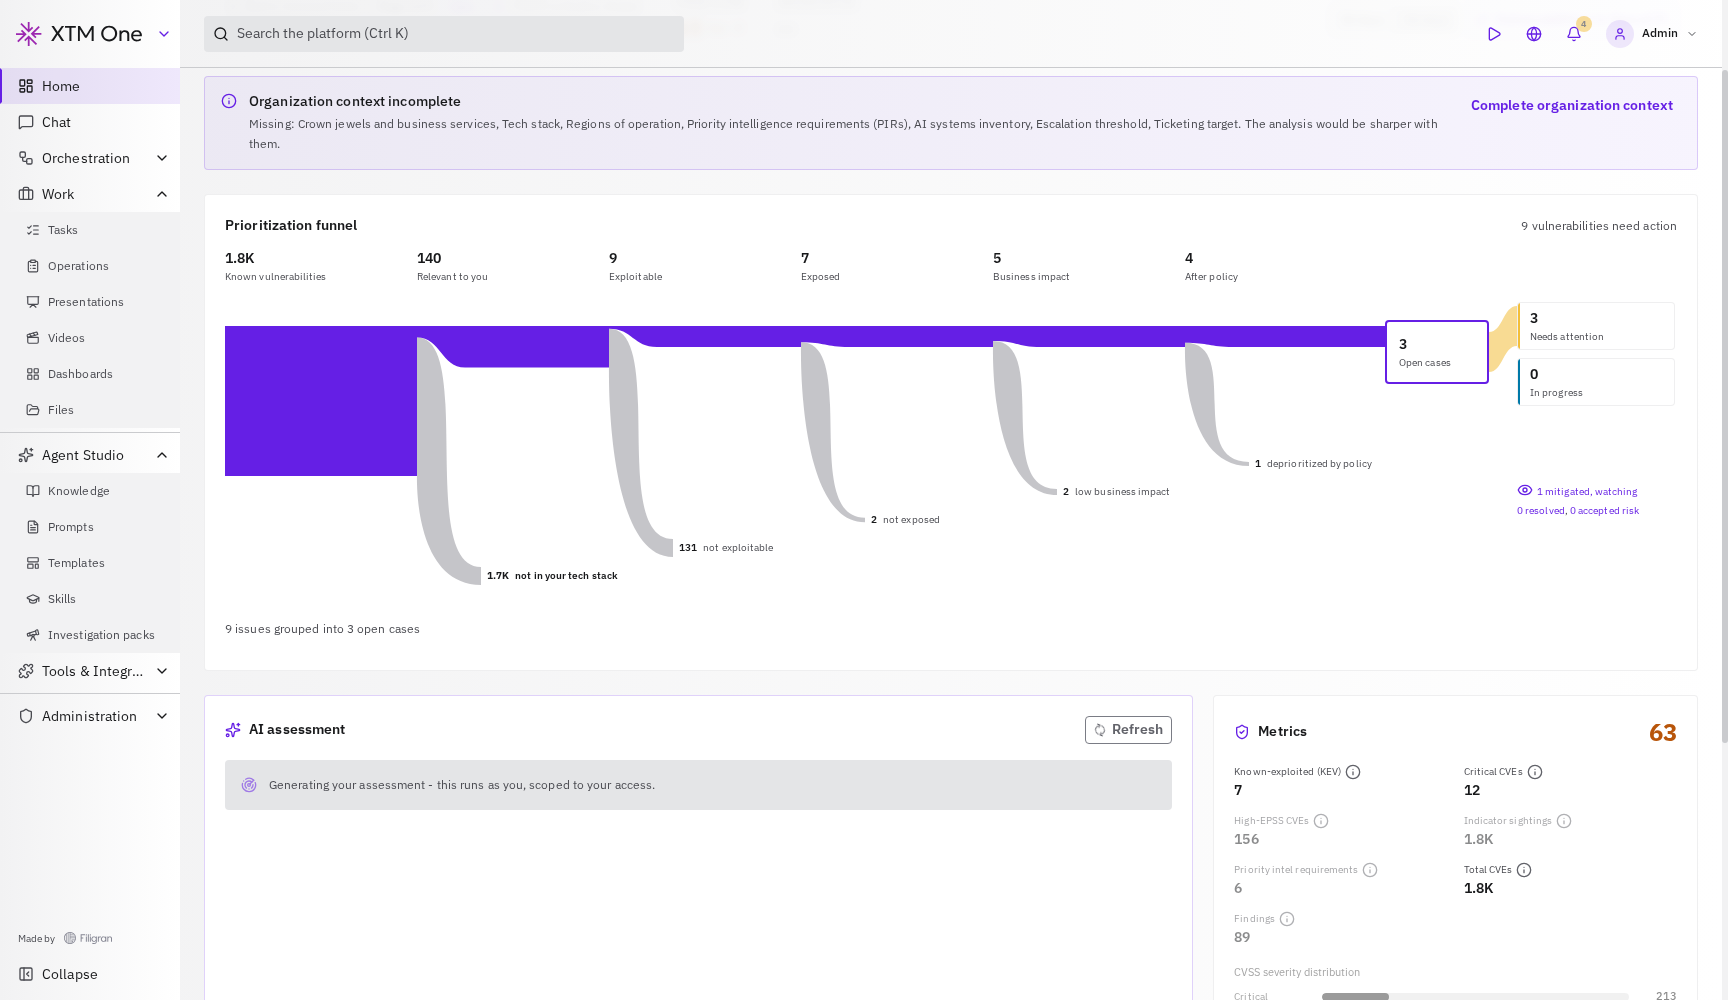 XTM One
Search the platform (Ctrl K)
4
Admin
Home
Chat
Orchestration
Work
Tasks
Operations
Presentations
Videos
Dashboards
Files
Agent Studio
Knowledge
Prompts
Templates
Skills
Investigation packs
Tools & Integr...
Administration
Made by Filigran
Collapse
Organization context incomplete
Missing: Crown jewels and business services, Tech stack, Regions of operation, Priority intelligence requirements (PIRs), AI systems inventory, Escalation threshold, Ticketing target. The analysis would be sharper with
them.
Complete organization context
Prioritization funnel
9 vulnerabilities need action
1.8K
Known vulnerabilities
140
Relevant to you
9
Exploitable
7
Exposed
5
Business impact
4
After policy
3
Open cases
3
Needs attention
0
In progress
1 deprioritized by policy
2 low business impact
2 not exposed
131 not exploitable
1.7K not in your tech stack
1 mitigated, watching
0 resolved, 0 accepted risk
9 issues grouped into 3 open cases
AI assessment
Refresh
Generating your assessment - this runs as you, scoped to your access.
Metrics
63
Known-exploited (KEV)
7
Critical CVEs
12
High-EPSS CVEs
156
Indicator sightings
1.8K
Priority intel requirements
6
Total CVEs
1.8K
Findings
89
CVSS severity distribution
Critical
213